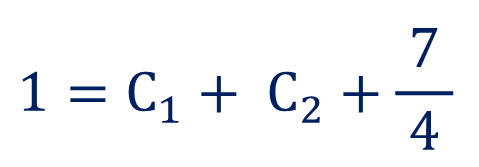 1 = C₁ + C₂ + 7/4